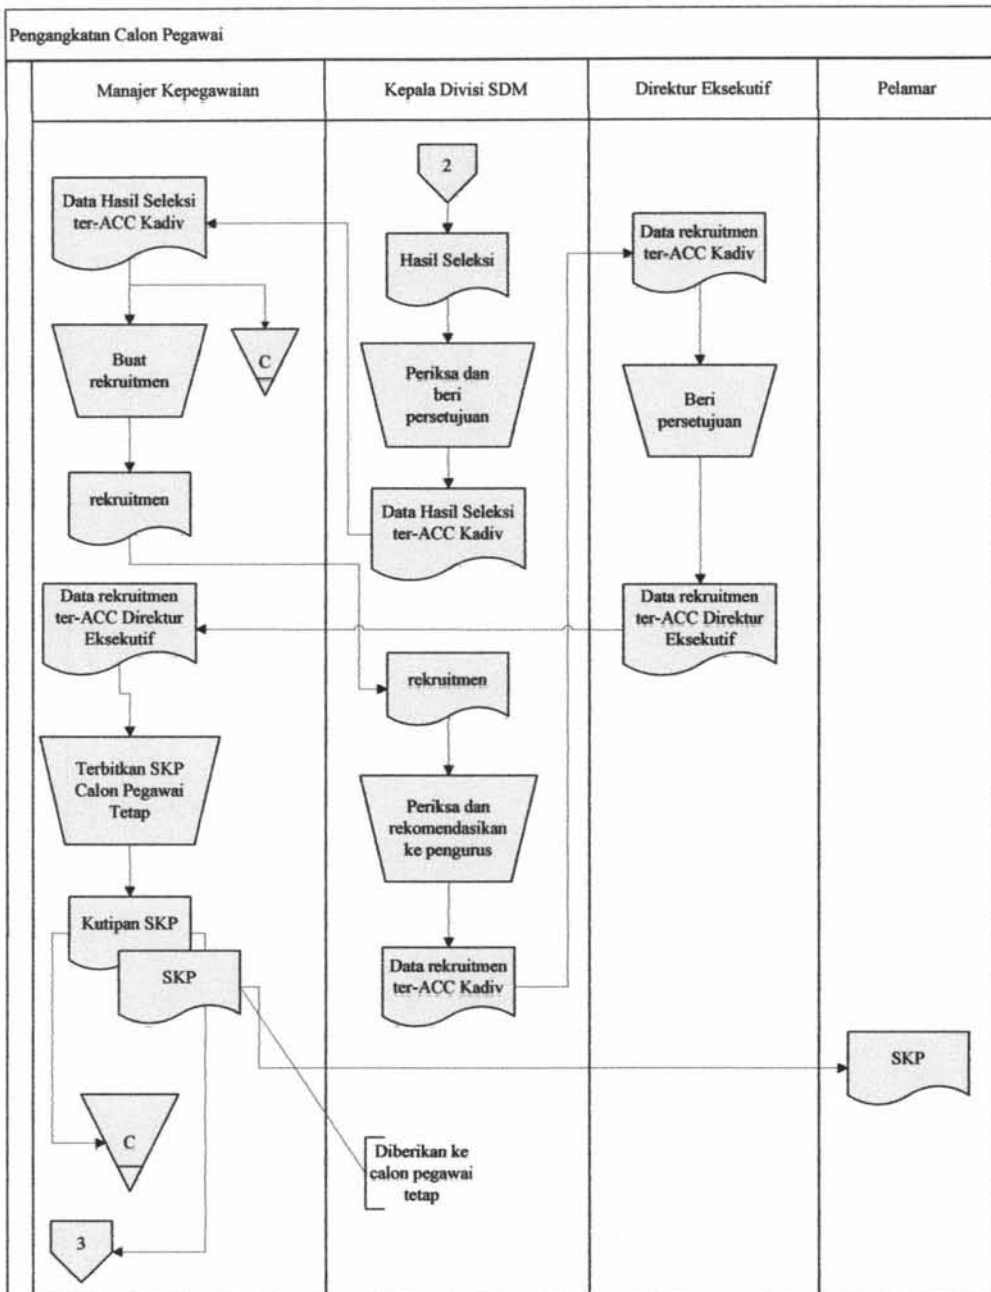 Pengangkatan Calon Pegawai
Manajer Kepegawaian
Kepala Divisi SDM
Direktur Eksekutif
Pelamar
Data Hasil Seleksi
ter-ACC Kadiv
Buat
rekruitmen
C
rekruitmen
Data rekruitmen
ter-ACC Direktur
Eksekutif
Terbitkan SKP
Calon Pegawai
Tetap
Kutipan SKP
SKP
C
3
2
Hasil Seleksi
Periksa dan
beri
persetujuan
Data Hasil Seleksi
ter-ACC Kadiv
rekruitmen
Periksa dan
rekomendasikan
ke pengurus
Data rekruitmen
ter-ACC Kadiv
Diberikan ke
calon pegawai
tetap
Data rekruitmen
ter-ACC Kadiv
Beri
persetujuan
Data rekruitmen
ter-ACC Direktur
Eksekutif
SKP